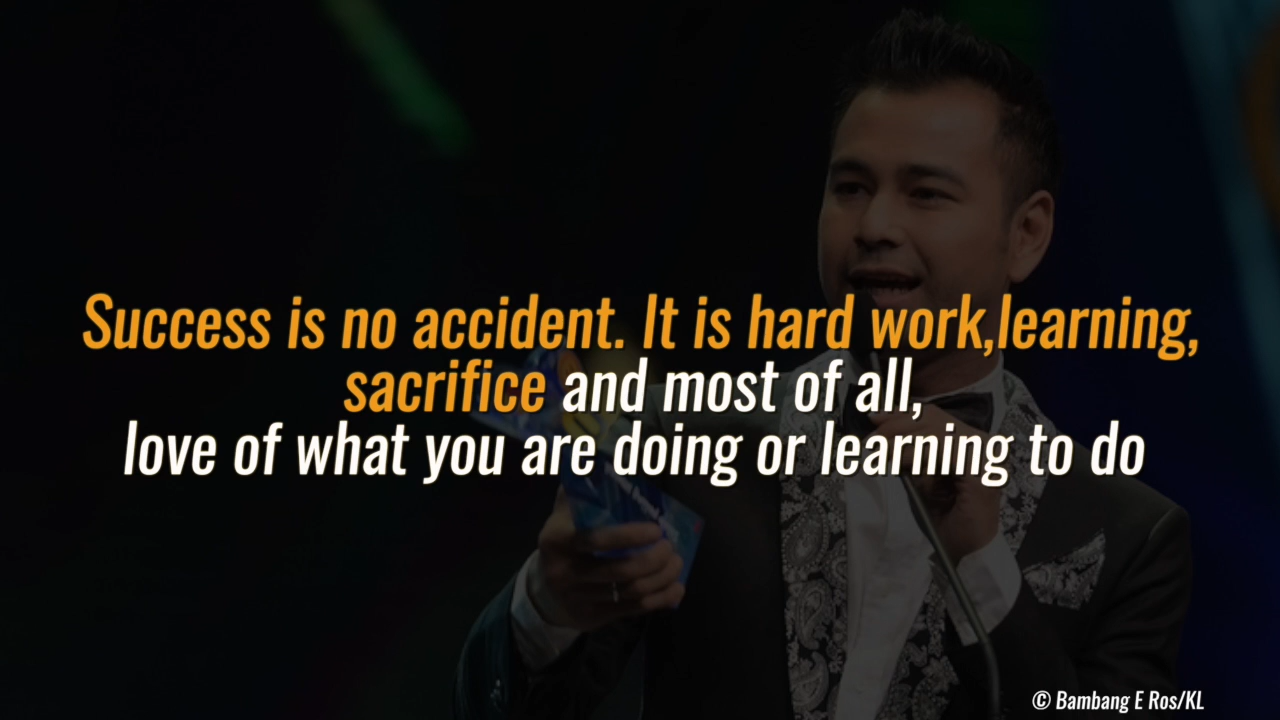 Success is no accident. It is hard work,learning,
sacrifice and most of all,
love of what you are doing or learning to do
© Bambang E Ros/KL